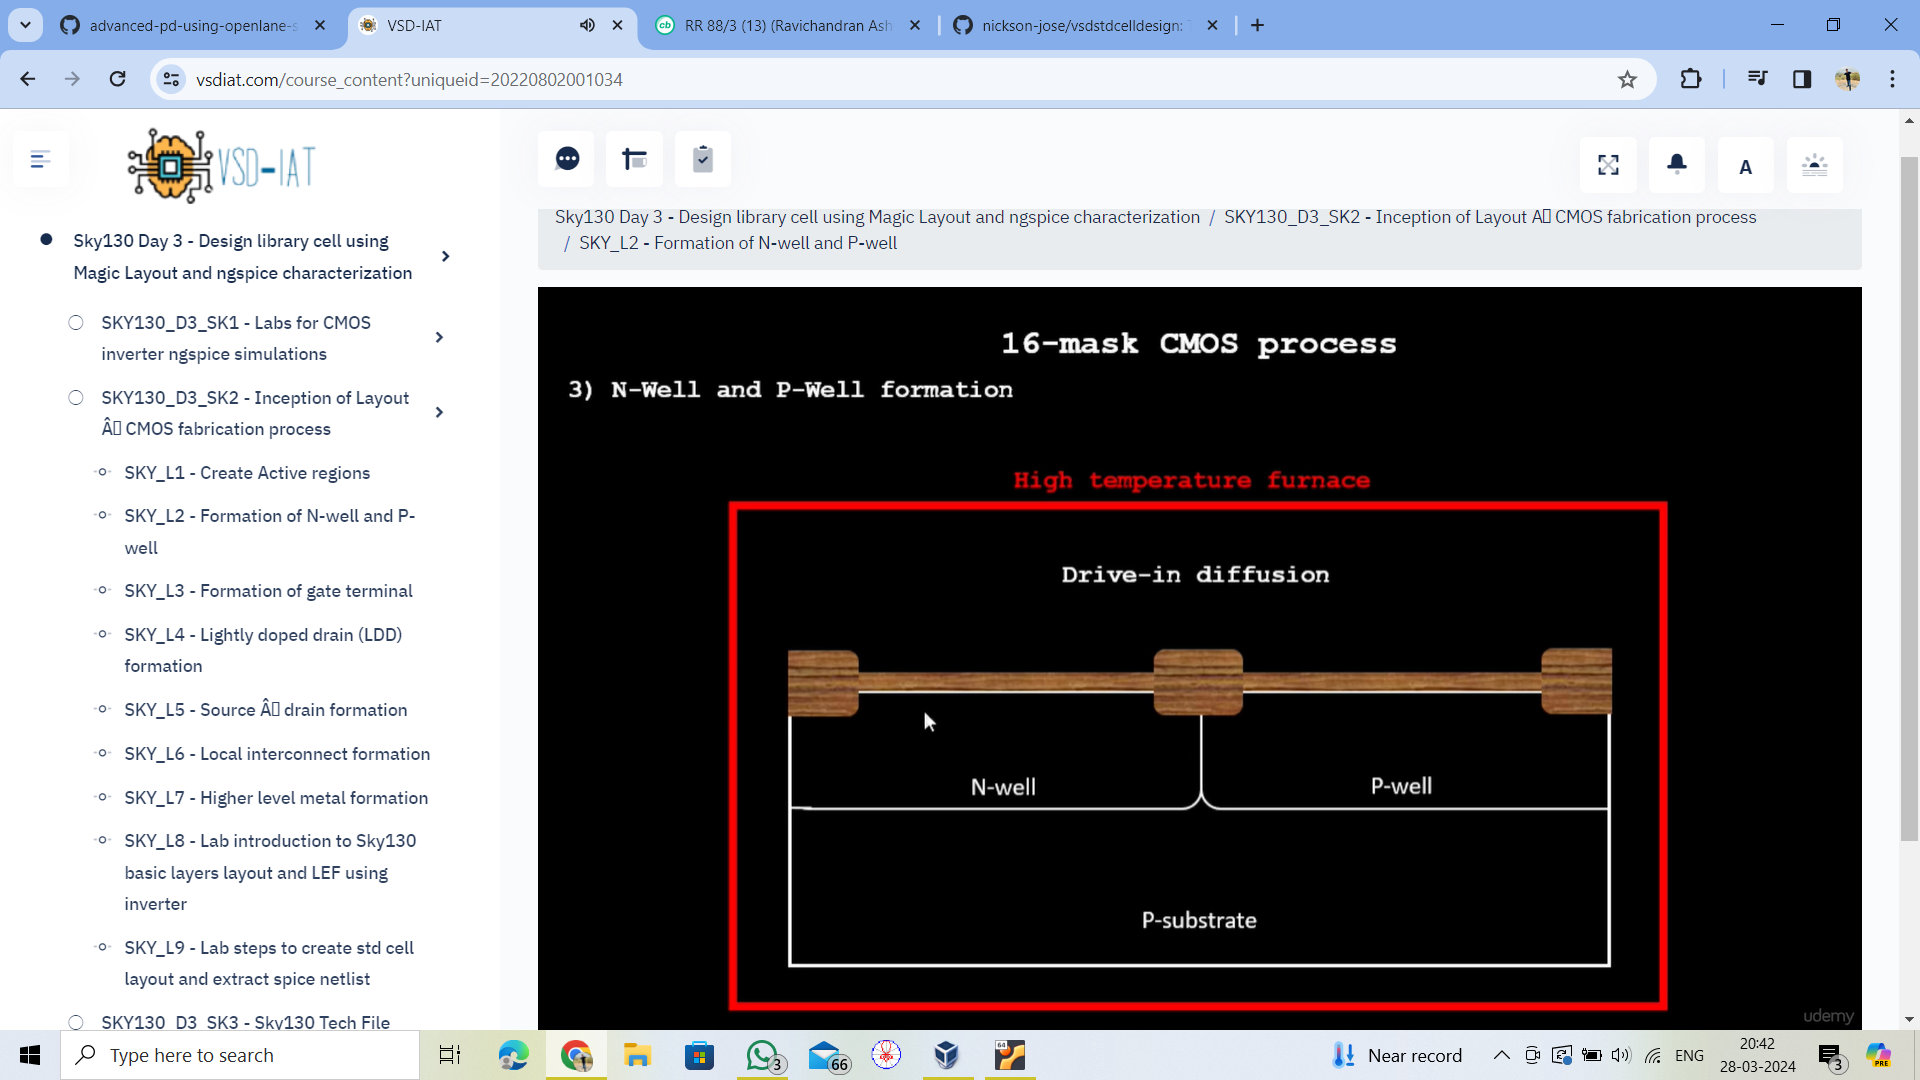 advanced-pd-using-openlane-s
VSD-IAT
RR 88/3 (13) (Ravichandran Ash
nickson-jose/vsdstdcelldesign:
vsdiat.com/course_content?uniqueid=20220802001034
VSD-IAT
A
Sky130 Day 3 - Design library cell using
Magic Layout and ngspice characterization
SKY130_D3_SK1 - Labs for CMOS
inverter ngspice simulations
SKY130_D3_SK2 - Inception of Layout
Â CMOS fabrication process
SKY_L1 - Create Active regions
SKY_L2 - Formation of N-well and P-
well
SKY_L3 - Formation of gate terminal
SKY_L4 - Lightly doped drain (LDD)
formation
SKY_L5 - Source Â drain formation
SKY_L6 - Local interconnect formation
SKY_L7 - Higher level metal formation
SKY_L8 - Lab introduction to Sky130
basic layers layout and LEF using
inverter
SKY_L9 - Lab steps to create std cell
layout and extract spice netlist
SKY130_D3_SK3 - Sky130 Tech File
Sky130 Day 3 - Design library cell using Magic Layout and ngspice characterization / SKY130_D3_SK2 - Inception of Layout Â CMOS fabrication process
/ SKY_L2 - Formation of N-well and P-well
16-mask CMOS process
3) N-Well and P-Well formation
High temperature furnace
Drive-in diffusion
N-well
P-well
P-substrate
udemy
Type here to search
3
66
64
Near record
ENG
20:42
28-03-2024
3
PRE